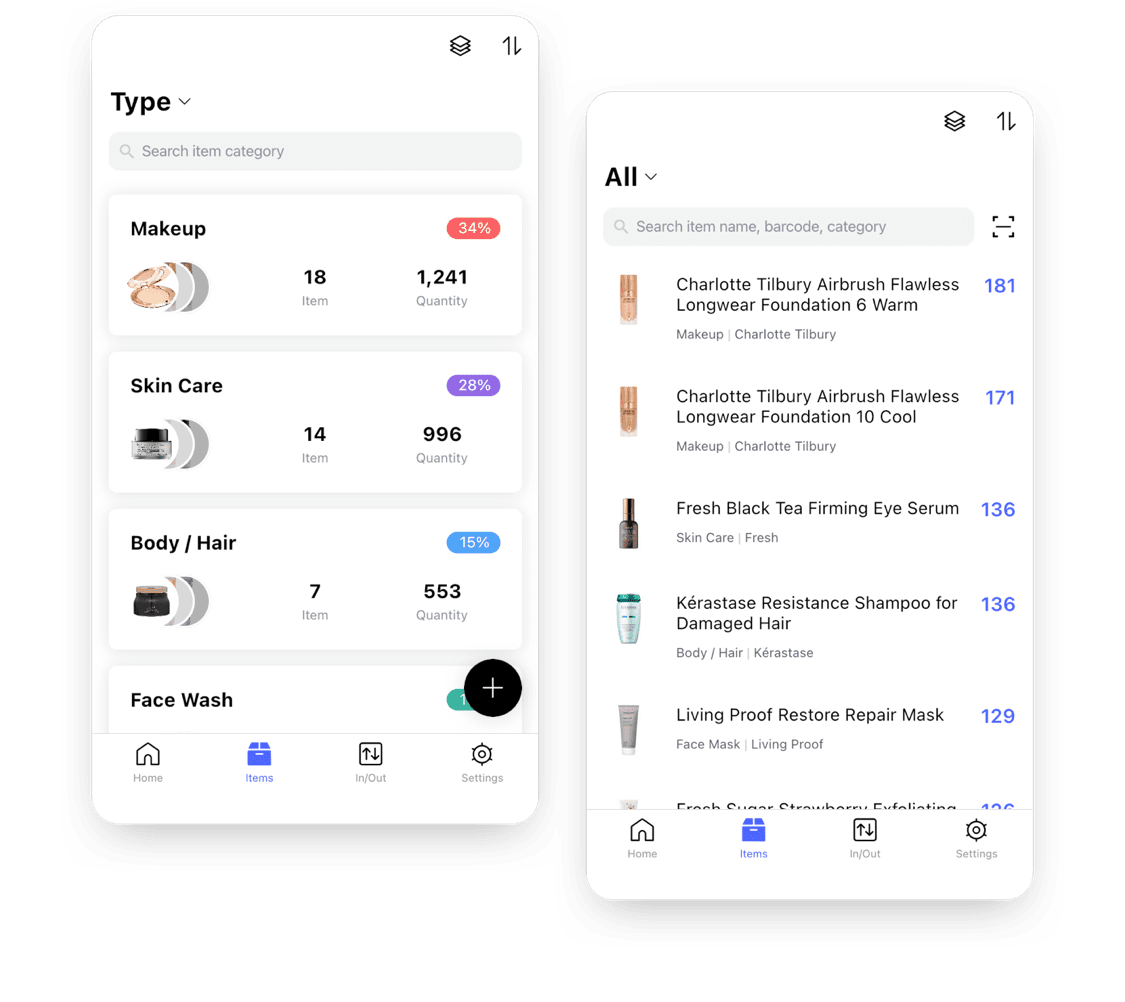 Type
Search item category
Makeup
34%
18
1,241
Item
Quantity
Skin Care
28%
14
996
Item
Quantity
Body / Hair
15%
7
553
Item
Quantity
Face Wash
Home
Items
In/Out
Settings
All
Search item name, barcode, category
Charlotte Tilbury Airbrush Flawless
Longwear Foundation 6 Warm
181
Makeup | Charlotte Tilbury
Charlotte Tilbury Airbrush Flawless
Longwear Foundation 10 Cool
171
Makeup | Charlotte Tilbury
Fresh Black Tea Firming Eye Serum
136
Skin Care | Fresh
Kérastase Resistance Shampoo for
Damaged Hair
136
Body / Hair | Kérastase
Living Proof Restore Repair Mask
129
Face Mask | Living Proof
Fresh Sugar Strawberry Exfoliating
126
Home
Items
In/Out
Settings